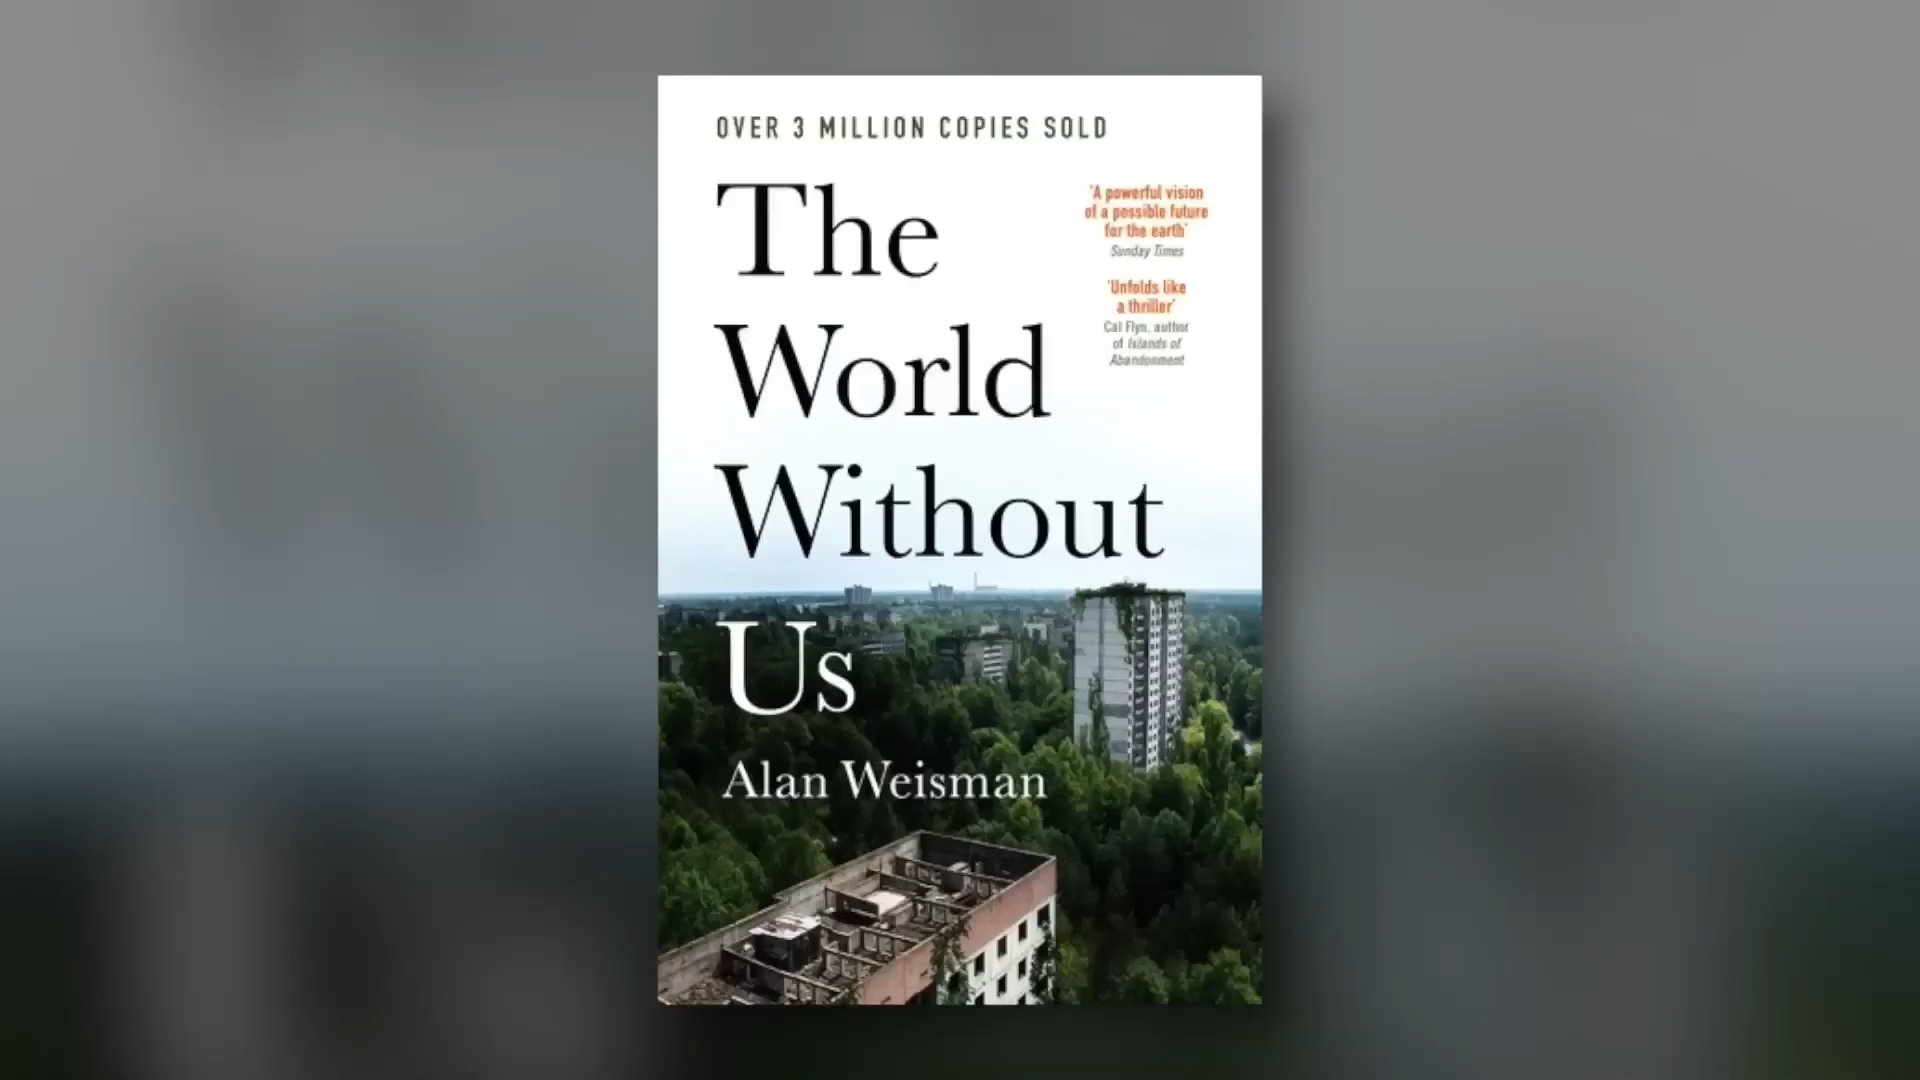 OVER 3 MILLION COPIES SOLD
The
World
Without
Us
Alan Weisman
'A powerful vision
of a possible future
for the earth'
Sunday Times
'Unfolds like
a thriller'
Cal Flyn, author
of Islands of
Abandonment